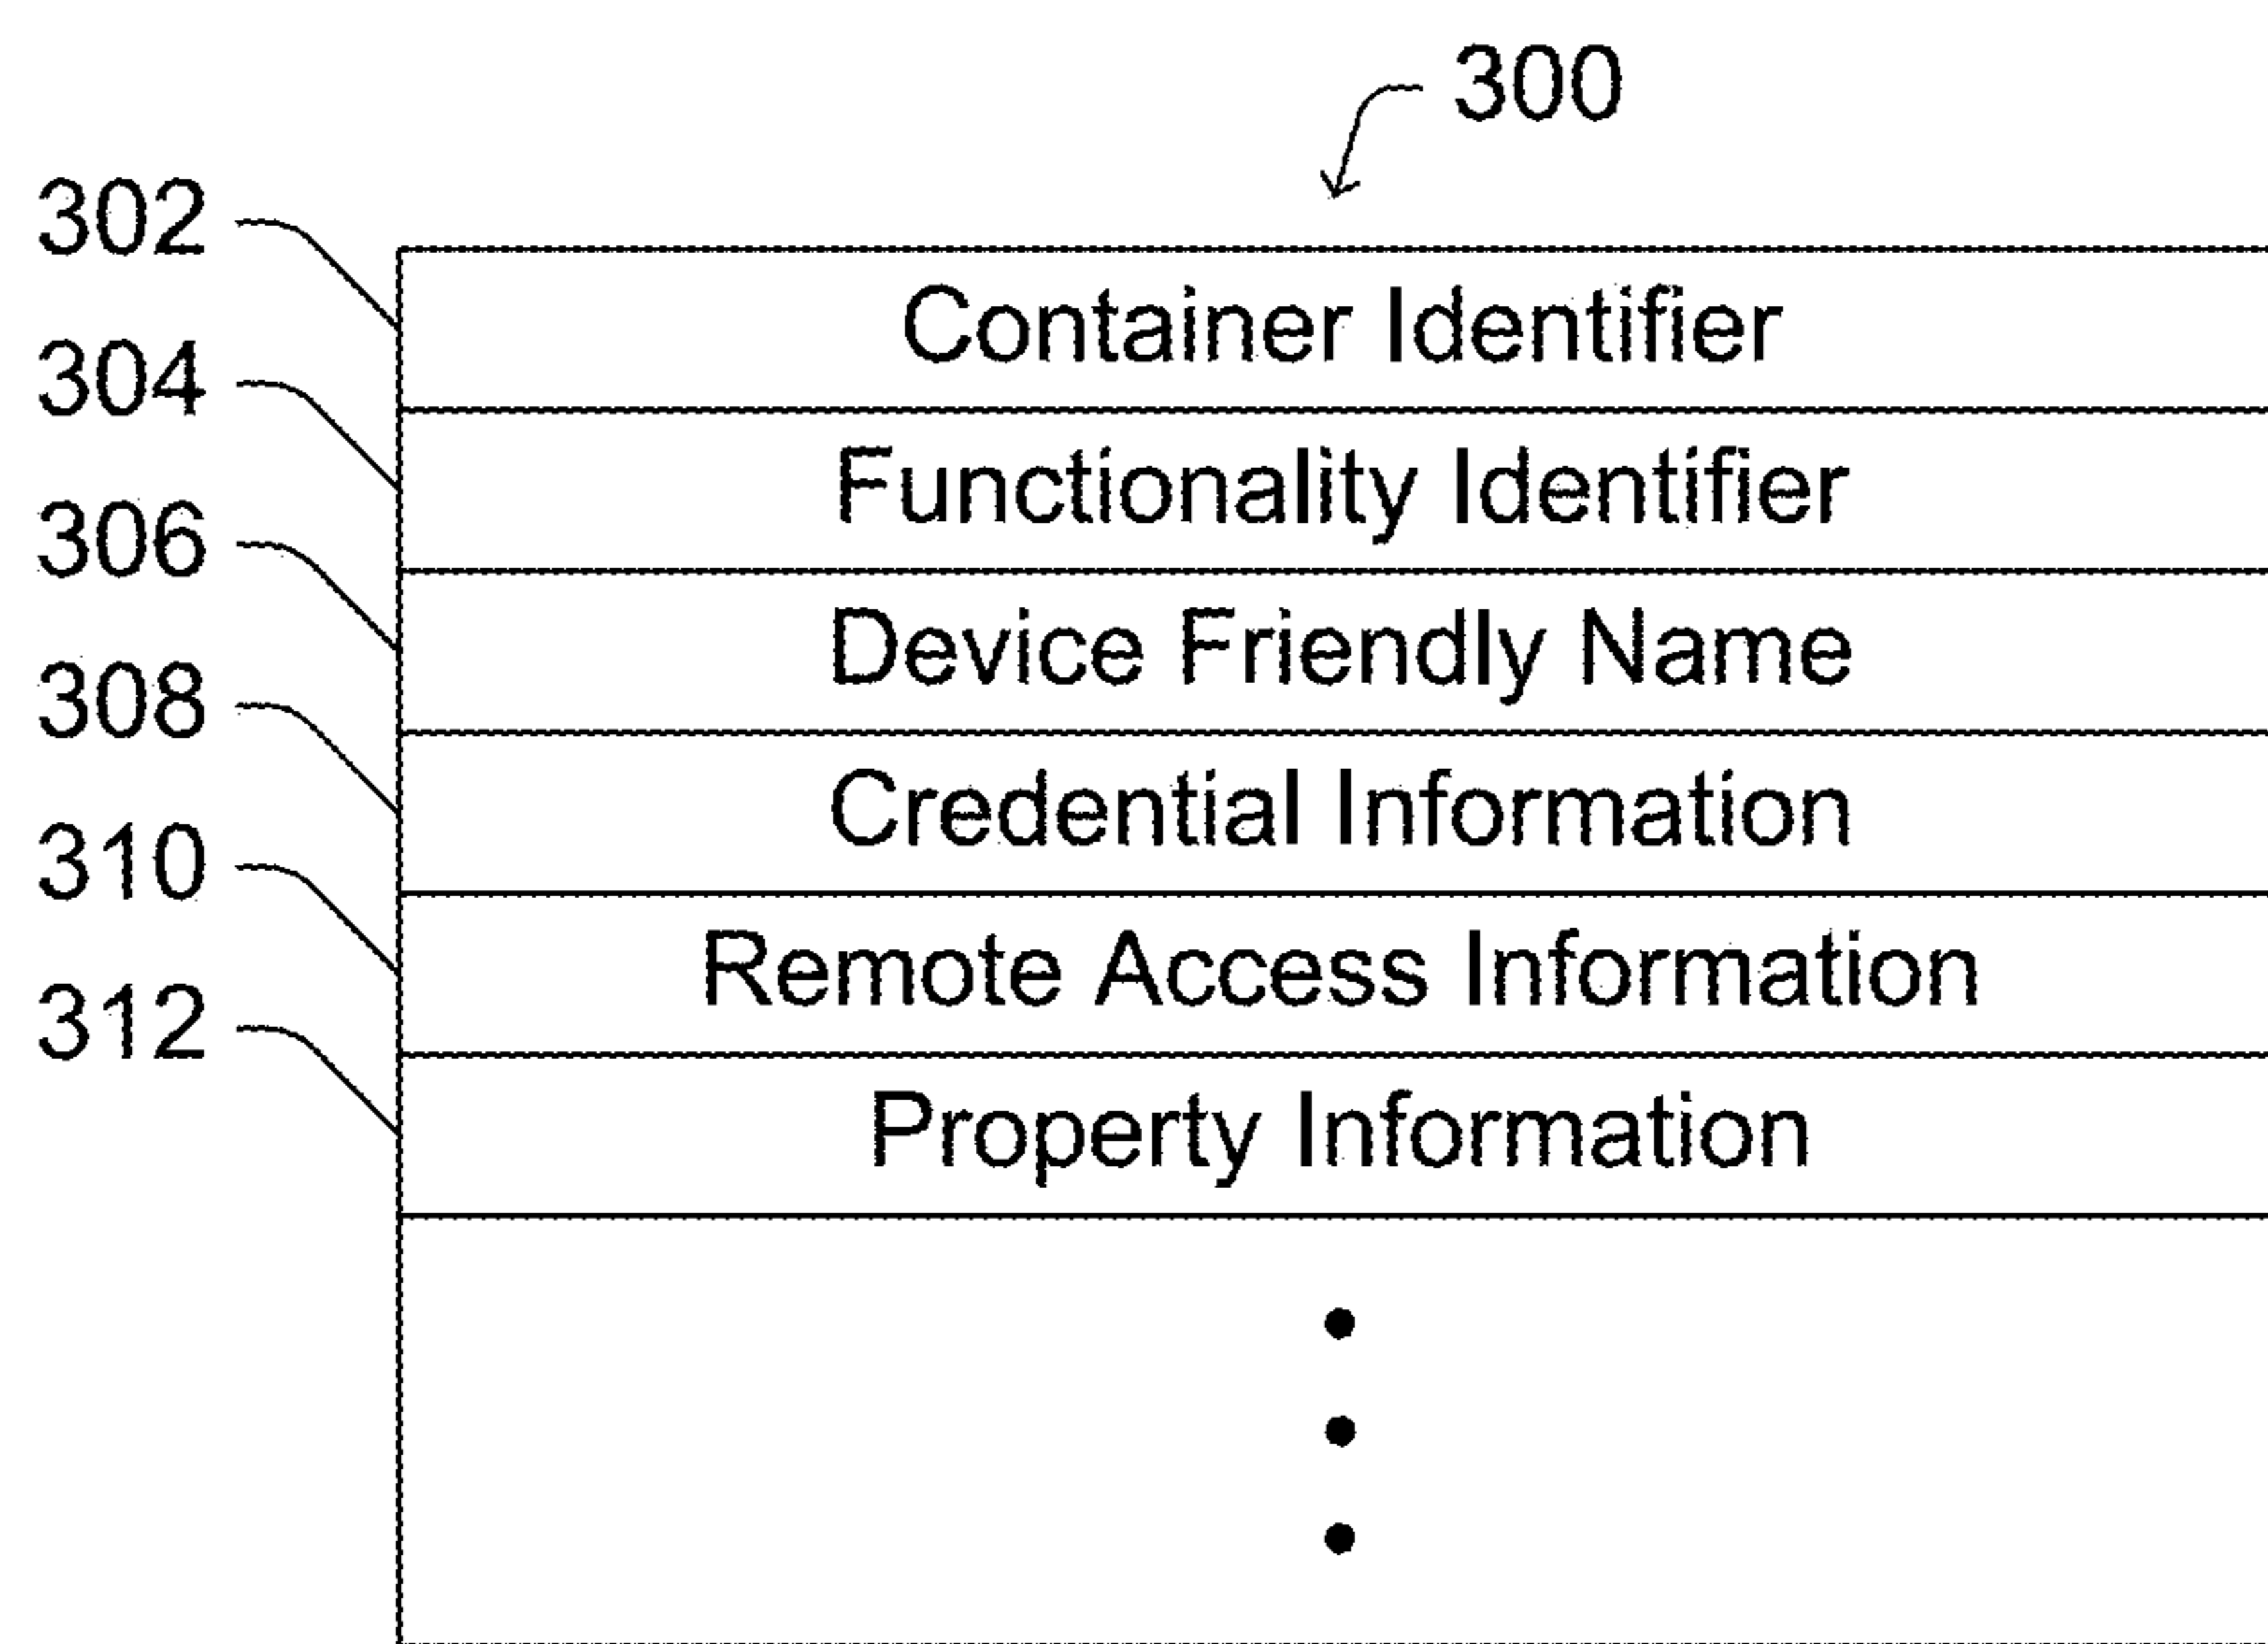 300
302
Container Identifier
304
Functionality Identifier
306
Device Friendly Name
308
Credential Information
310
Remote Access Information
312
Property Information